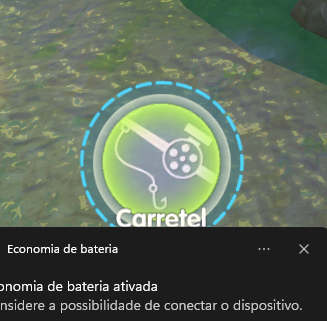 Carretel
Economia de bateria
onomia de bateria ativada
nsidere a possibilidade de conectar o dispositivo.